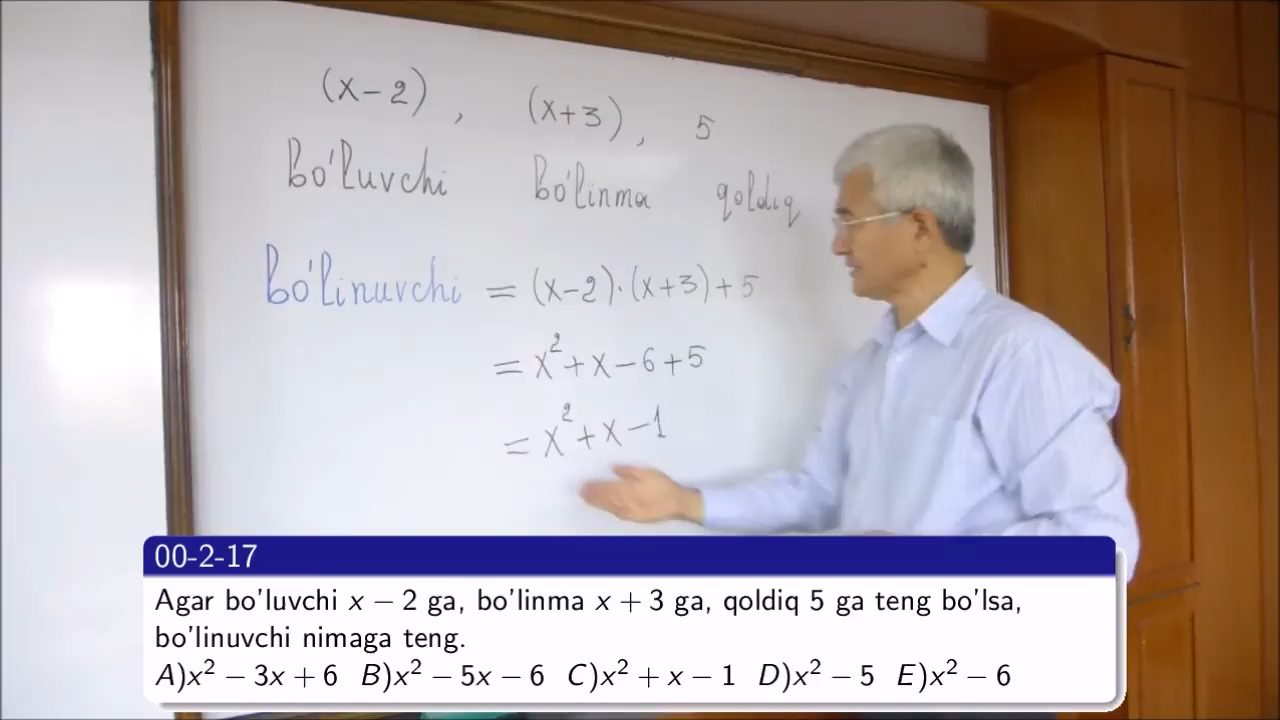 (x-2), (x+3), 5
bo'luvchi bo'linma qoldiq
bo'linuvchi = (x-2)·(x+3)+5
= x²+x-6+5
= x²+x-1
00-2-17
Agar bo'luvchi x − 2 ga, bo'linma x + 3 ga, qoldiq 5 ga teng bo'lsa,
bo'linuvchi nimaga teng.
A)x² − 3x + 6 B)x² − 5x − 6 C)x² + x − 1 D)x² − 5 E)x² − 6